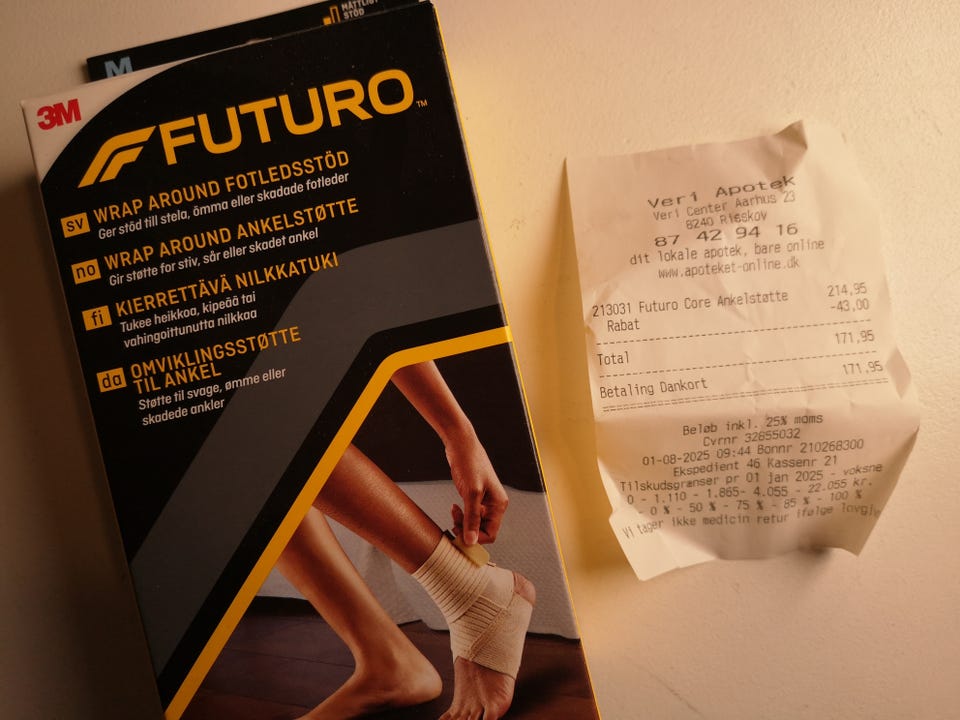 M
MÅTTLIGT
STÖD
3M
FUTURO™
sv WRAP AROUND FOTLEDSSTÖD
Ger stöd till stela, ömma eller skadade fotleder
no WRAP AROUND ANKELSTØTTE
Gir støtte for stiv, sår eller skadet ankel
fi KIERRETTÄVÄ NILKKATUKI
Tukee heikkoa, kipeää tai
vahingoittunutta nilkkaa
da OMVIKLINGSSTØTTE
TIL ANKEL
Støtte til svage, ømme eller
skadede ankler
Veri Apotek
Veri Center Aarhus 23
8240 Risskov
87 42 94 16
dit lokale apotek, bare online
www.apoteket-online.dk
213031 Futuro Core Ankelstøtte 214,95
Rabat -43,00
Total 171,95
Betaling Dankort 171,95
Beløb inkl. 25% moms
Cvrnr 32655032
01-08-2025 09:44 Bonnr 210268300
Ekspedient 46 Kassenr 21
Tilskudsgrænser pr 01 jan 2025 - voksne
0 - 1.110 - 1.865- 4.055 - 22.055 kr.
- 0 % - 50 % - 75 % - 85 % - 100 %
Vi tager ikke medicin retur ifølge lovgiv